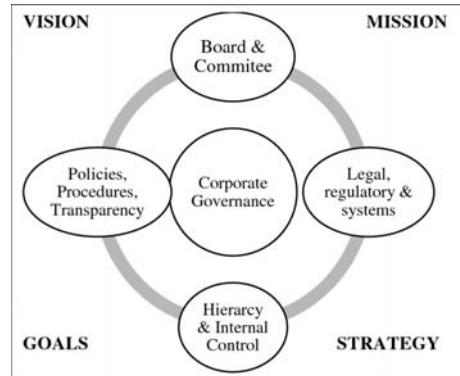 VISION
MISSION
Board &
Commitee
Policies,
Procedures,
Transparency
Corporate
Governance
Legal,
regulatory &
systems
Hierarcy
& Internal
Control
GOALS
STRATEGY